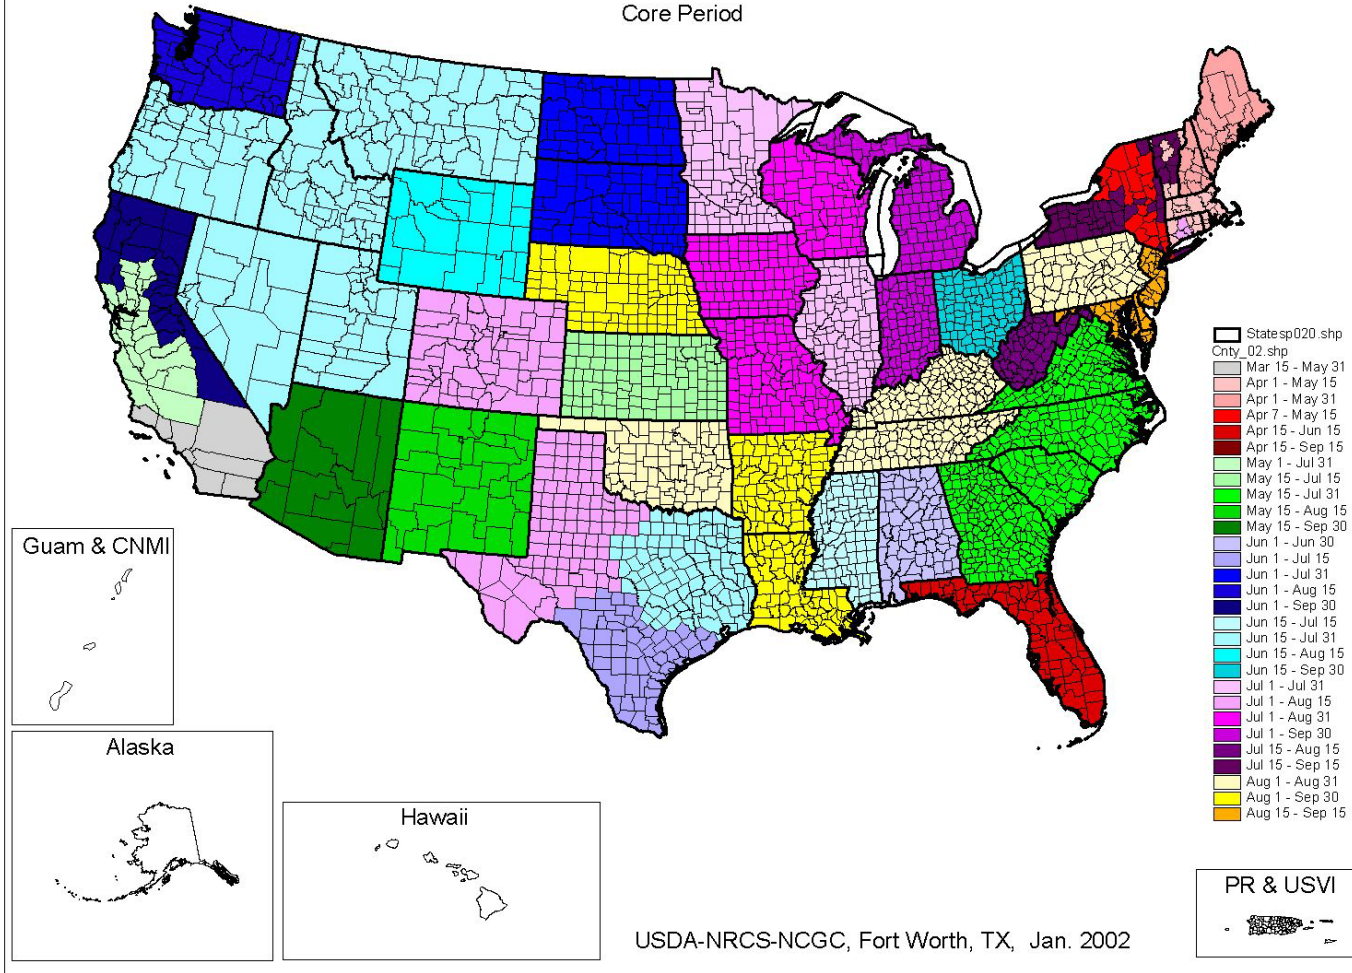 Core Period
Statesp020.shp
Cnty_02.shp
Mar 15 - May 31
Apr 1 - May 15
Apr 1 - May 31
Apr 7 - May 15
Apr 15 - Jun 15
Apr 15 - Sep 15
May 1 - Jul 31
May 15 - Jul 15
May 15 - Jul 31
May 15 - Aug 15
May 15 - Sep 30
Jun 1 - Jun 30
Jun 1 - Jul 15
Jun 1 - Jul 31
Jun 1 - Aug 15
Jun 1 - Sep 30
Jun 15 - Jul 15
Jun 15 - Jul 31
Jun 15 - Aug 15
Jun 15 - Sep 30
Jul 1 - Jul 31
Jul 1 - Aug 15
Jul 1 - Aug 31
Jul 1 - Sep 30
Jul 15 - Aug 15
Jul 15 - Sep 15
Aug 1 - Aug 31
Aug 1 - Sep 30
Aug 15 - Sep 15
Guam & CNMI
Alaska
Hawaii
PR & USVI
USDA-NRCS-NCGC, Fort Worth, TX, Jan. 2002